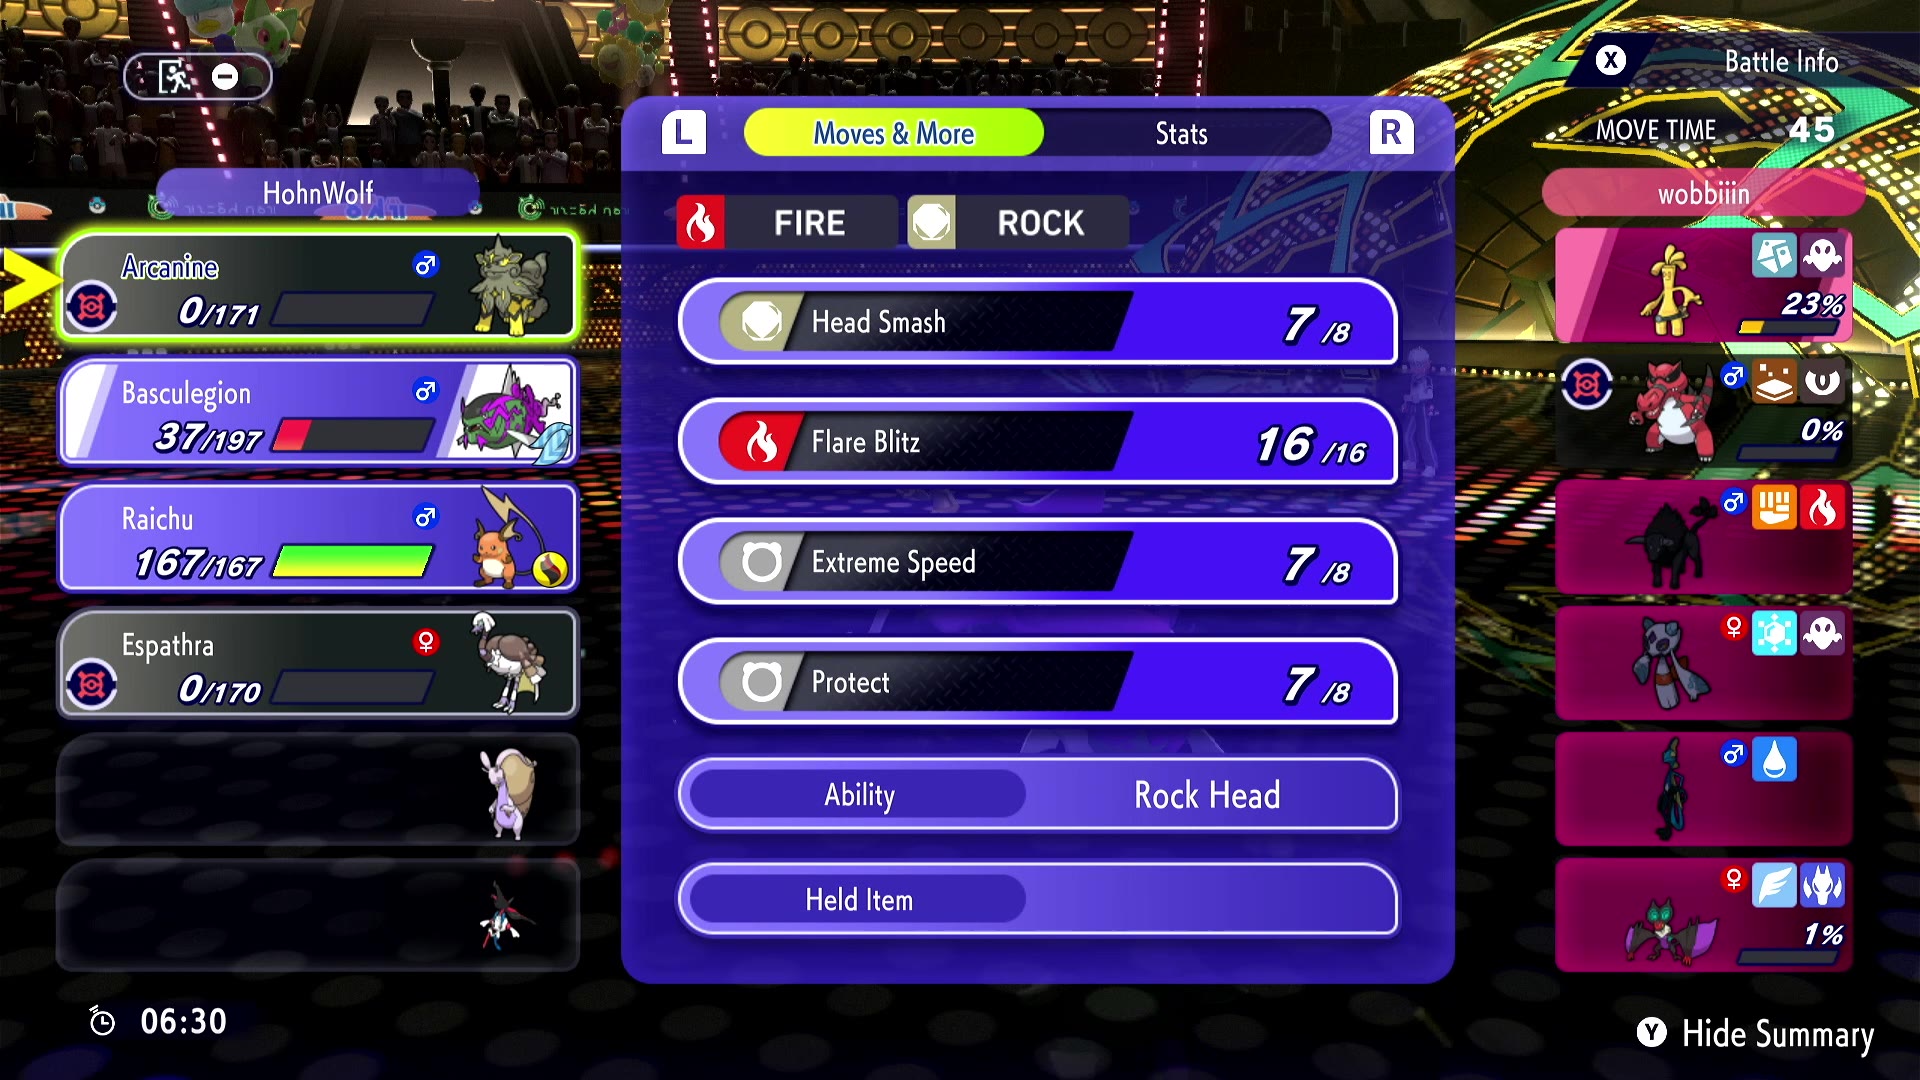 X Battle Info
MOVE TIME 45
L Moves & More Stats R
HohnWolf
wobbiiin
FIRE ROCK
Arcanine
0/171
Basculegion
37/197
Raichu
167/167
Espathra
0/170
Head Smash 7/8
Flare Blitz 16/16
Extreme Speed 7/8
Protect 7/8
Ability Rock Head
Held Item
23%
0%
1%
06:30
Y Hide Summary